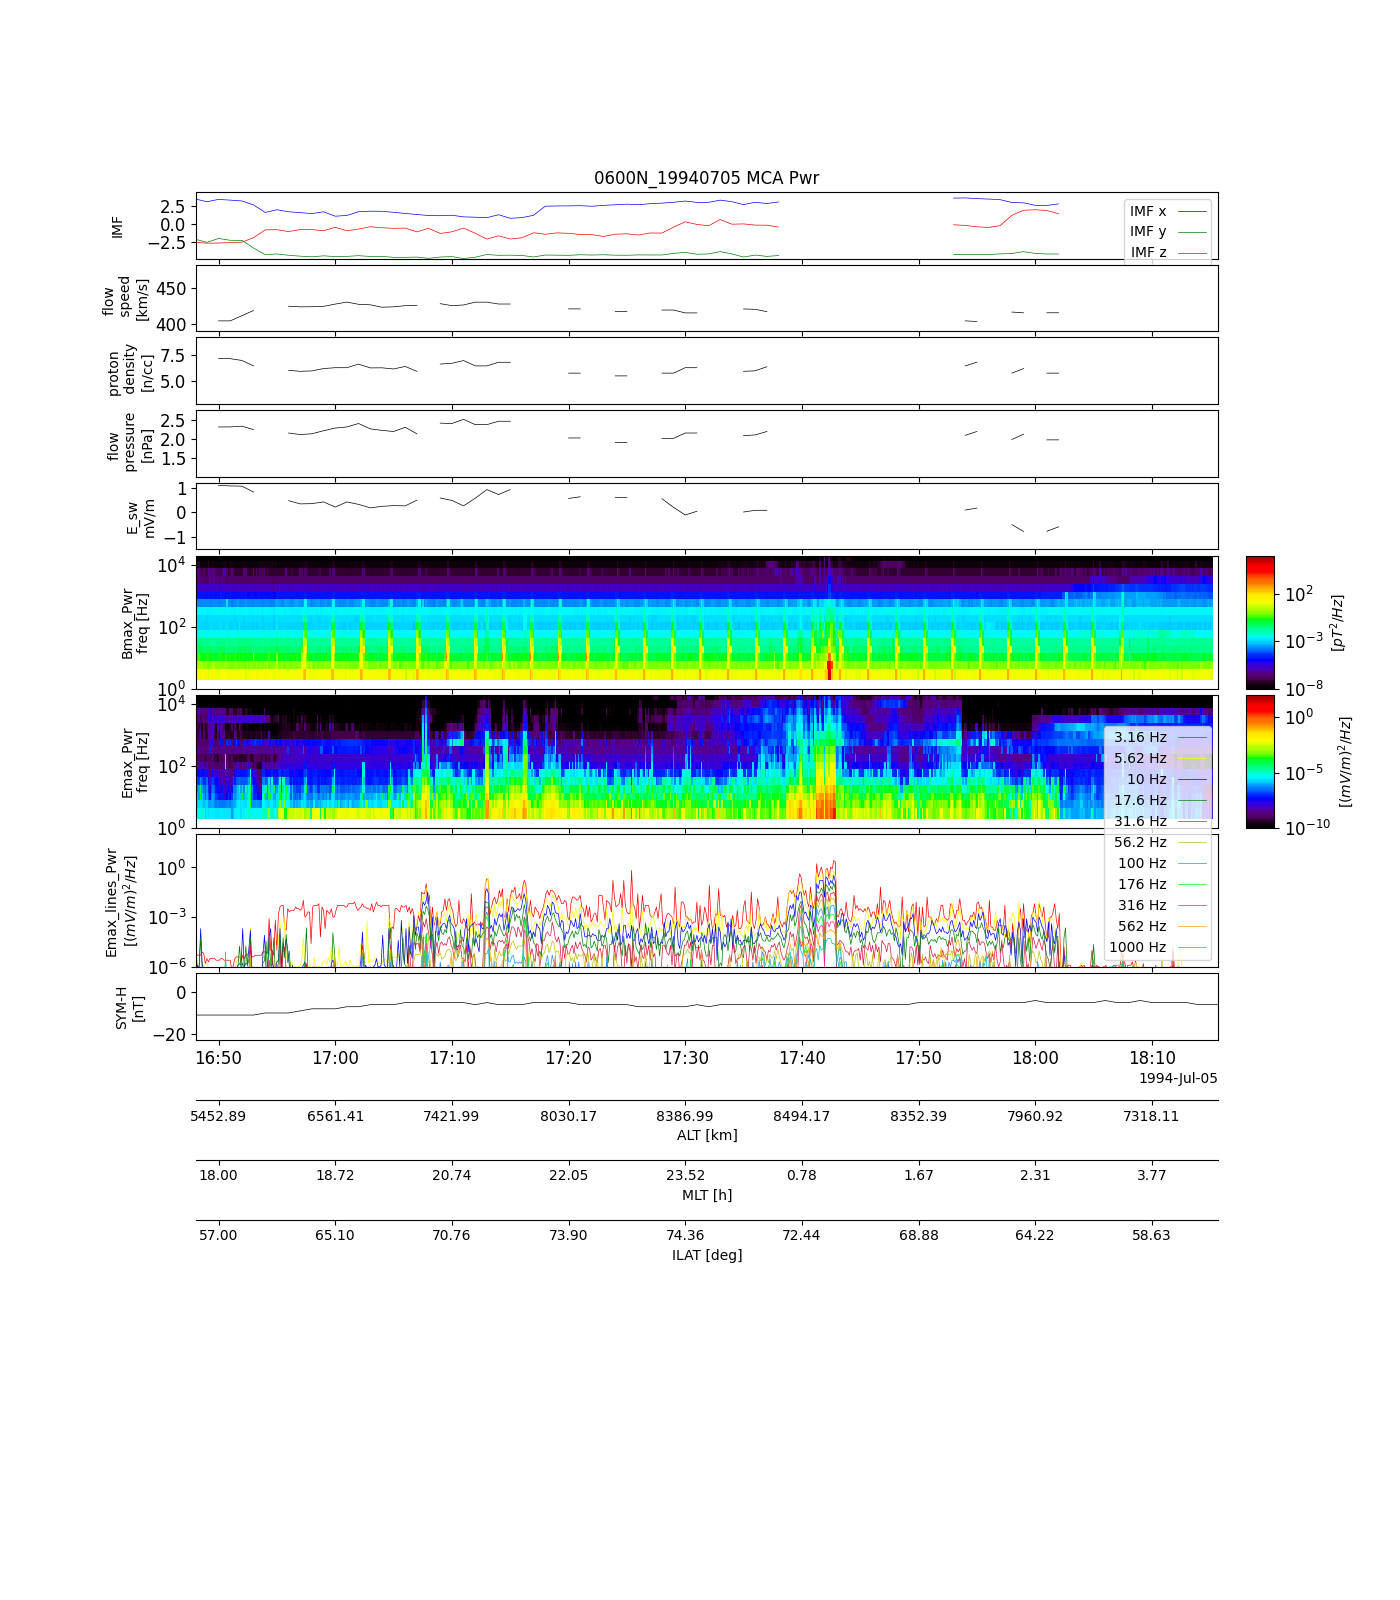 0600N_19940705 MCA Pwr
IMF
2.5
0.0
−2.5
IMF x
IMF y
IMF z
flow
speed
[km/s]
450
400
proton
density
[n/cc]
7.5
5.0
flow
pressure
[nPa]
2.5
2.0
1.5
E_sw
mV/m
1
0
−1
Bmax_Pwr
freq [Hz]
10^4
10^2
10^0
10^2
10^−3
10^−8
[pT^2/Hz]
Emax_Pwr
freq [Hz]
10^4
10^2
10^0
10^0
10^−5
10^−10
[(mV/m)^2/Hz]
3.16 Hz
5.62 Hz
10 Hz
17.6 Hz
31.6 Hz
56.2 Hz
100 Hz
176 Hz
316 Hz
562 Hz
1000 Hz
Emax_lines_Pwr
[(mV/m)^2/Hz]
10^0
10^−3
10^−6
SYM-H
[nT]
0
−20
16:50 17:00 17:10 17:20 17:30 17:40 17:50 18:00 18:10
1994-Jul-05
5452.89 6561.41 7421.99 8030.17 8386.99 8494.17 8352.39 7960.92 7318.11
ALT [km]
18.00 18.72 20.74 22.05 23.52 0.78 1.67 2.31 3.77
MLT [h]
57.00 65.10 70.76 73.90 74.36 72.44 68.88 64.22 58.63
ILAT [deg]